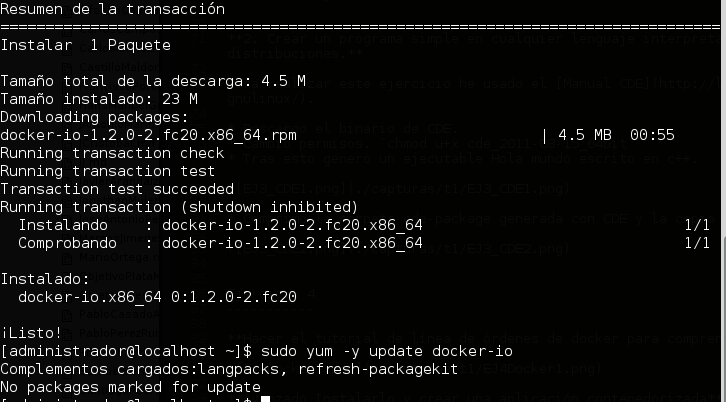 Resumen de la transacción
================================================================================
Instalar  1 Paquete

Tamaño total de la descarga: 4.5 M
Tamaño instalado: 23 M
Downloading packages:
docker-io-1.2.0-2.fc20.x86_64.rpm                          | 4.5 MB  00:55
Running transaction check
Running transaction test
Transaction test succeeded
Running transaction (shutdown inhibited)
  Instalando    : docker-io-1.2.0-2.fc20.x86_64                             1/1
  Comprobando   : docker-io-1.2.0-2.fc20.x86_64                             1/1

Instalado:
  docker-io.x86_64 0:1.2.0-2.fc20

¡Listo!
[administrador@localhost ~]$ sudo yum -y update docker-io
Complementos cargados:langpacks, refresh-packagekit
No packages marked for update
[administrador@localhost ~]$